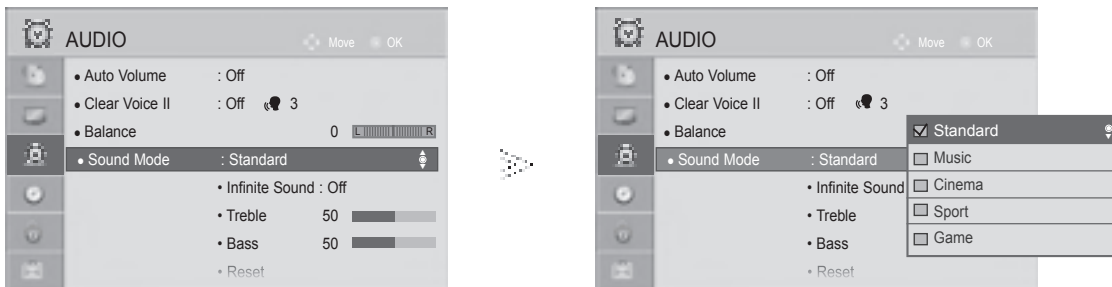 AUDIO Move OK
• Auto Volume : Off
• Clear Voice II : Off 3
• Balance 0 L R
• Sound Mode : Standard
• Infinite Sound : Off
• Treble 50
• Bass 50
• Reset
AUDIO Move OK
• Auto Volume : Off
• Clear Voice II : Off 3
• Balance
• Sound Mode : Standard
• Infinite Sound
• Treble
• Bass
• Reset
Standard
Music
Cinema
Sport
Game